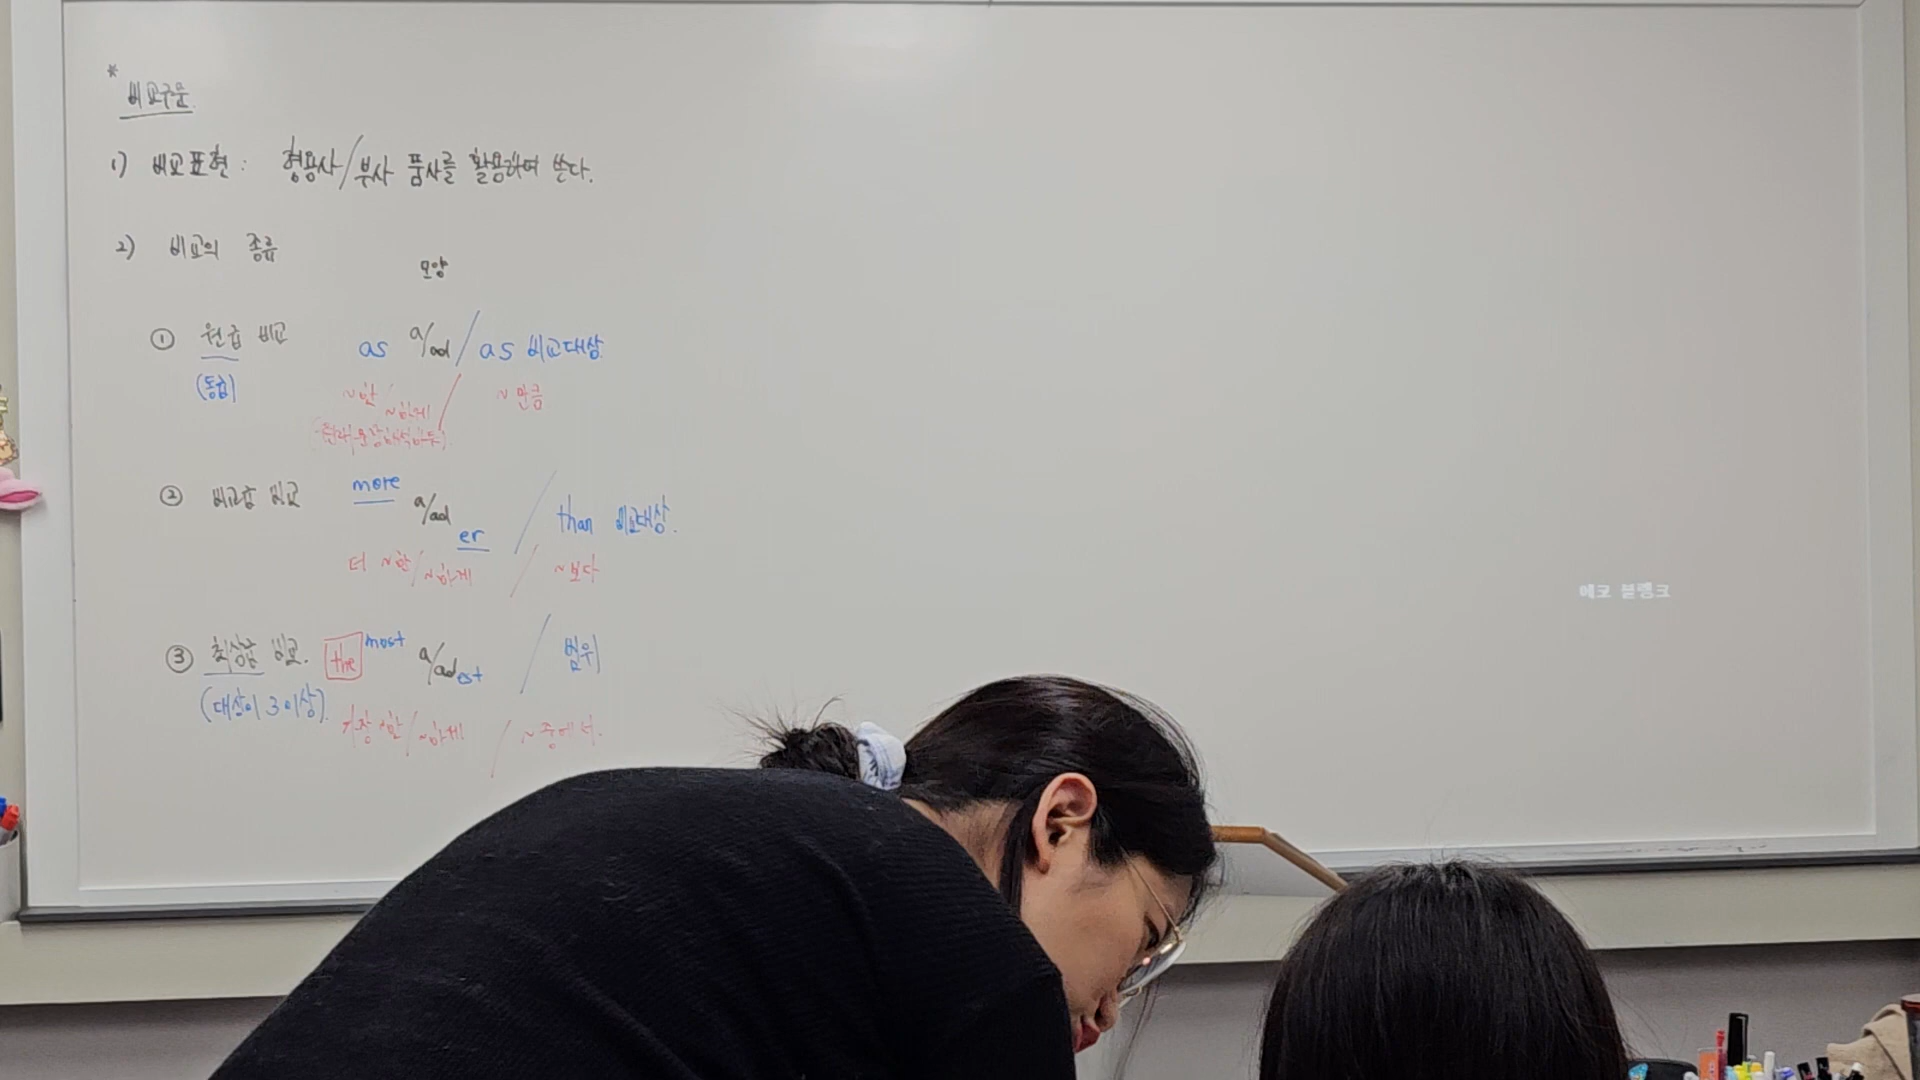 * 비교구문
1) 비교표현 : 형용사/부사 품사를 활용하여 쓴다.
2) 비교의 종류
모양
① 원급 비교 as a/ad / as 비교대상
(동급) ~한/~하게 / ~만큼
② 비교급 비교 more a/ad er / than 비교대상.
더 ~한/~하게 / ~보다
③ 최상급 비교. the most a/ad est / 범위
(대상이 3 이상). 가장 ~한/~하게 / ~중에서.
에코 블랭크